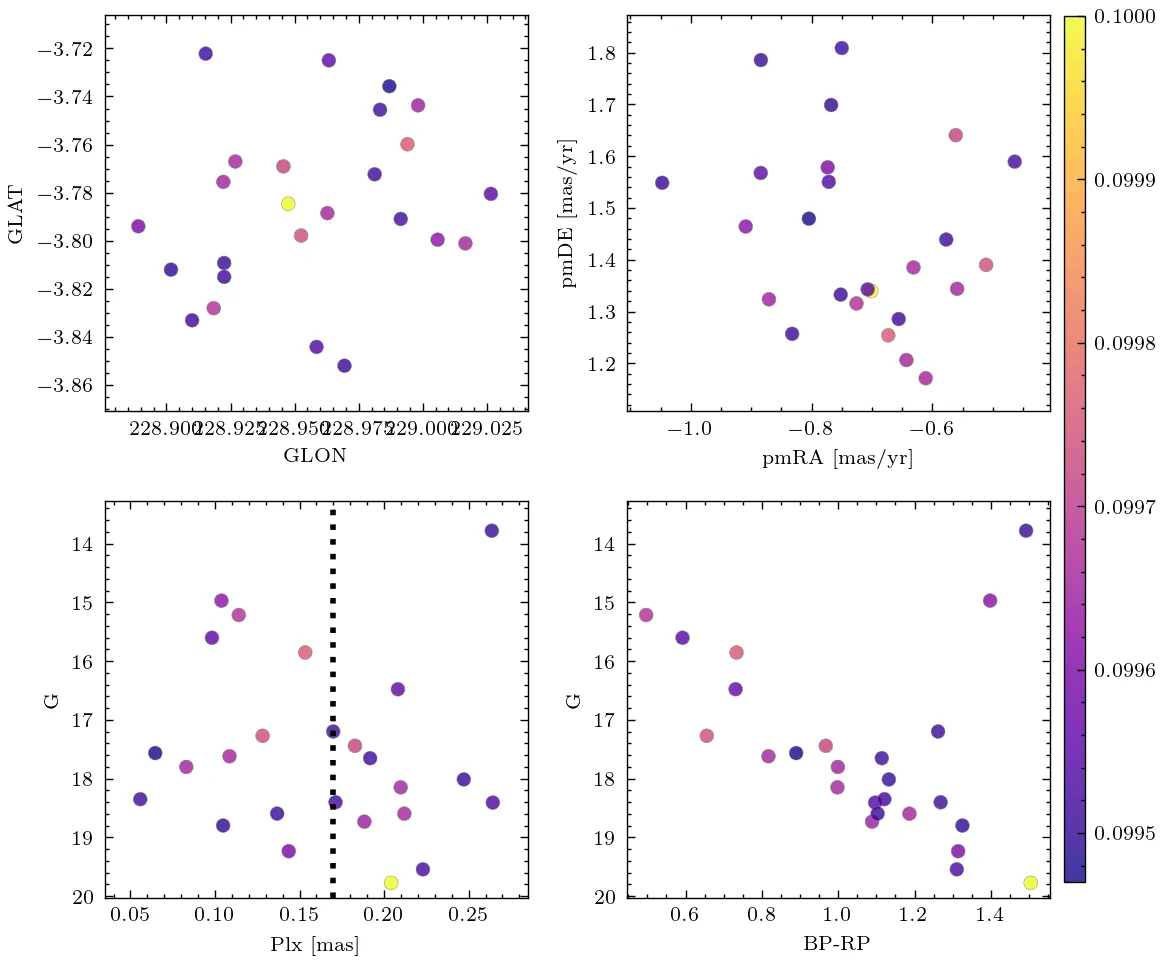 −3.72
−3.74
−3.76
−3.78
−3.80
−3.82
−3.84
−3.86
GLAT
228.900 228.925 228.950 228.975 229.000 229.025
GLON
1.8
1.7
1.6
1.5
1.4
1.3
1.2
pmDE [mas/yr]
−1.0 −0.8 −0.6
pmRA [mas/yr]
14
15
16
17
18
19
20
G
0.05 0.10 0.15 0.20 0.25
Plx [mas]
14
15
16
17
18
19
20
G
0.6 0.8 1.0 1.2 1.4
BP-RP
0.1000
0.0999
0.0998
0.0997
0.0996
0.0995